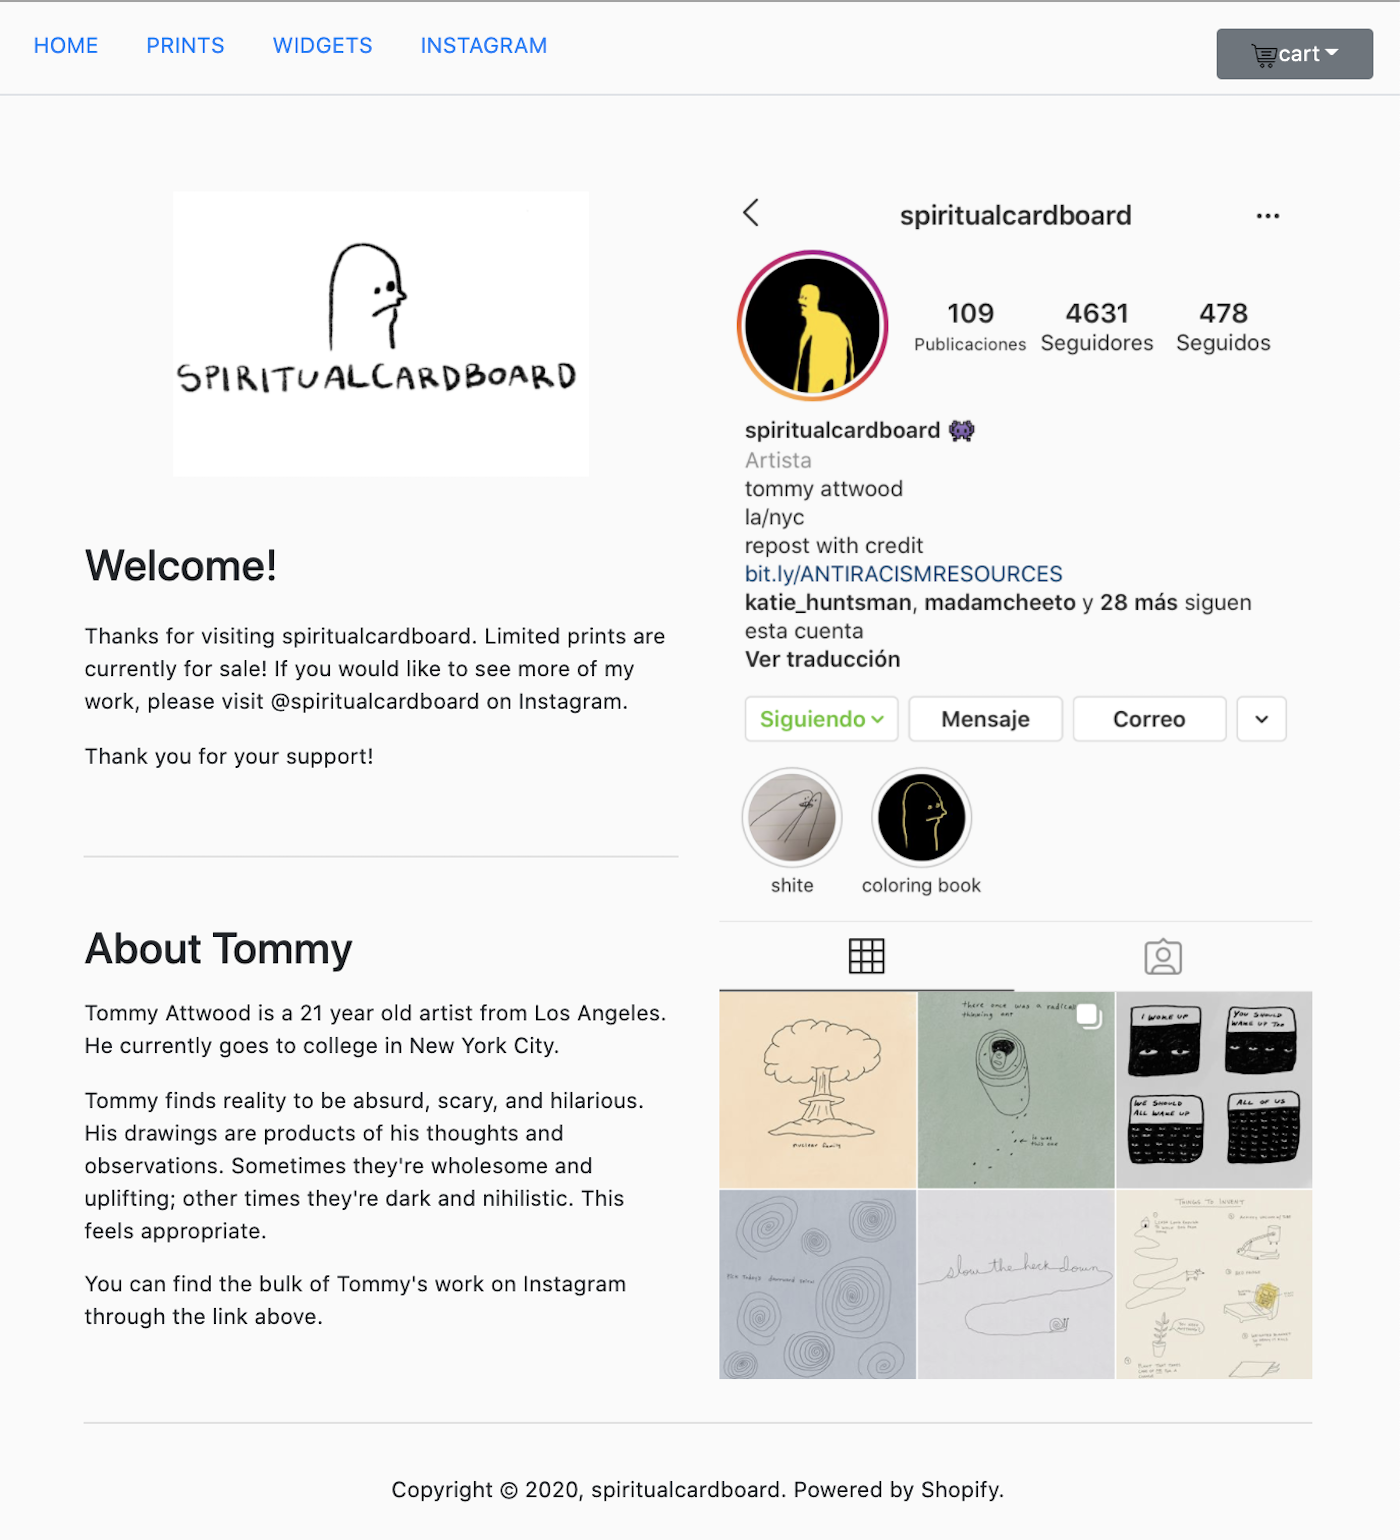 HOME PRINTS WIDGETS INSTAGRAM
cart
SPIRITUALCARDBOARD
Welcome!
Thanks for visiting spiritualcardboard. Limited prints are
currently for sale! If you would like to see more of my
work, please visit @spiritualcardboard on Instagram.
Thank you for your support!
About Tommy
Tommy Attwood is a 21 year old artist from Los Angeles.
He currently goes to college in New York City.
Tommy finds reality to be absurd, scary, and hilarious.
His drawings are products of his thoughts and
observations. Sometimes they're wholesome and
uplifting; other times they're dark and nihilistic. This
feels appropriate.
You can find the bulk of Tommy's work on Instagram
through the link above.
spiritualcardboard
109 4631 478
Publicaciones Seguidores Seguidos
spiritualcardboard
Artista
tommy attwood
la/nyc
repost with credit
bit.ly/ANTIRACISMRESOURCES
katie_huntsman, madamcheeto y 28 más siguen
esta cuenta
Ver traducción
Siguiendo Mensaje Correo
shite coloring book
nuclear family
there once was a radical
thinking ant
is was
this one
I WOKE UP
YOU SHOULD
WAKE UP TOO
WE SHOULD
ALL WAKE UP
ALL OF US
slow the heck down
THINGS TO INVENT
Copyright © 2020, spiritualcardboard. Powered by Shopify.